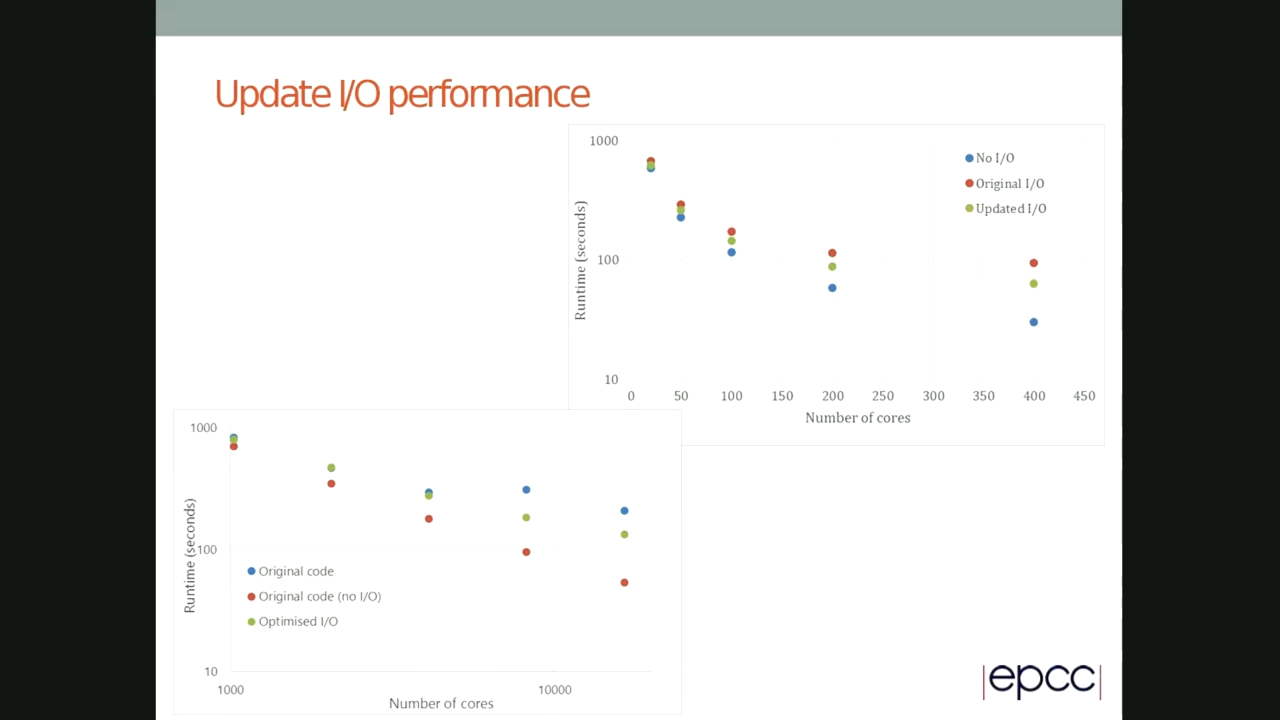 Update I/O performance
1000
100
10
Runtime (seconds)
No I/O
Original I/O
Updated I/O
0 50 100 150 200 250 300 350 400 450
Number of cores
1000
100
10
Runtime (seconds)
Original code
Original code (no I/O)
Optimised I/O
1000 10000
Number of cores
|epcc|